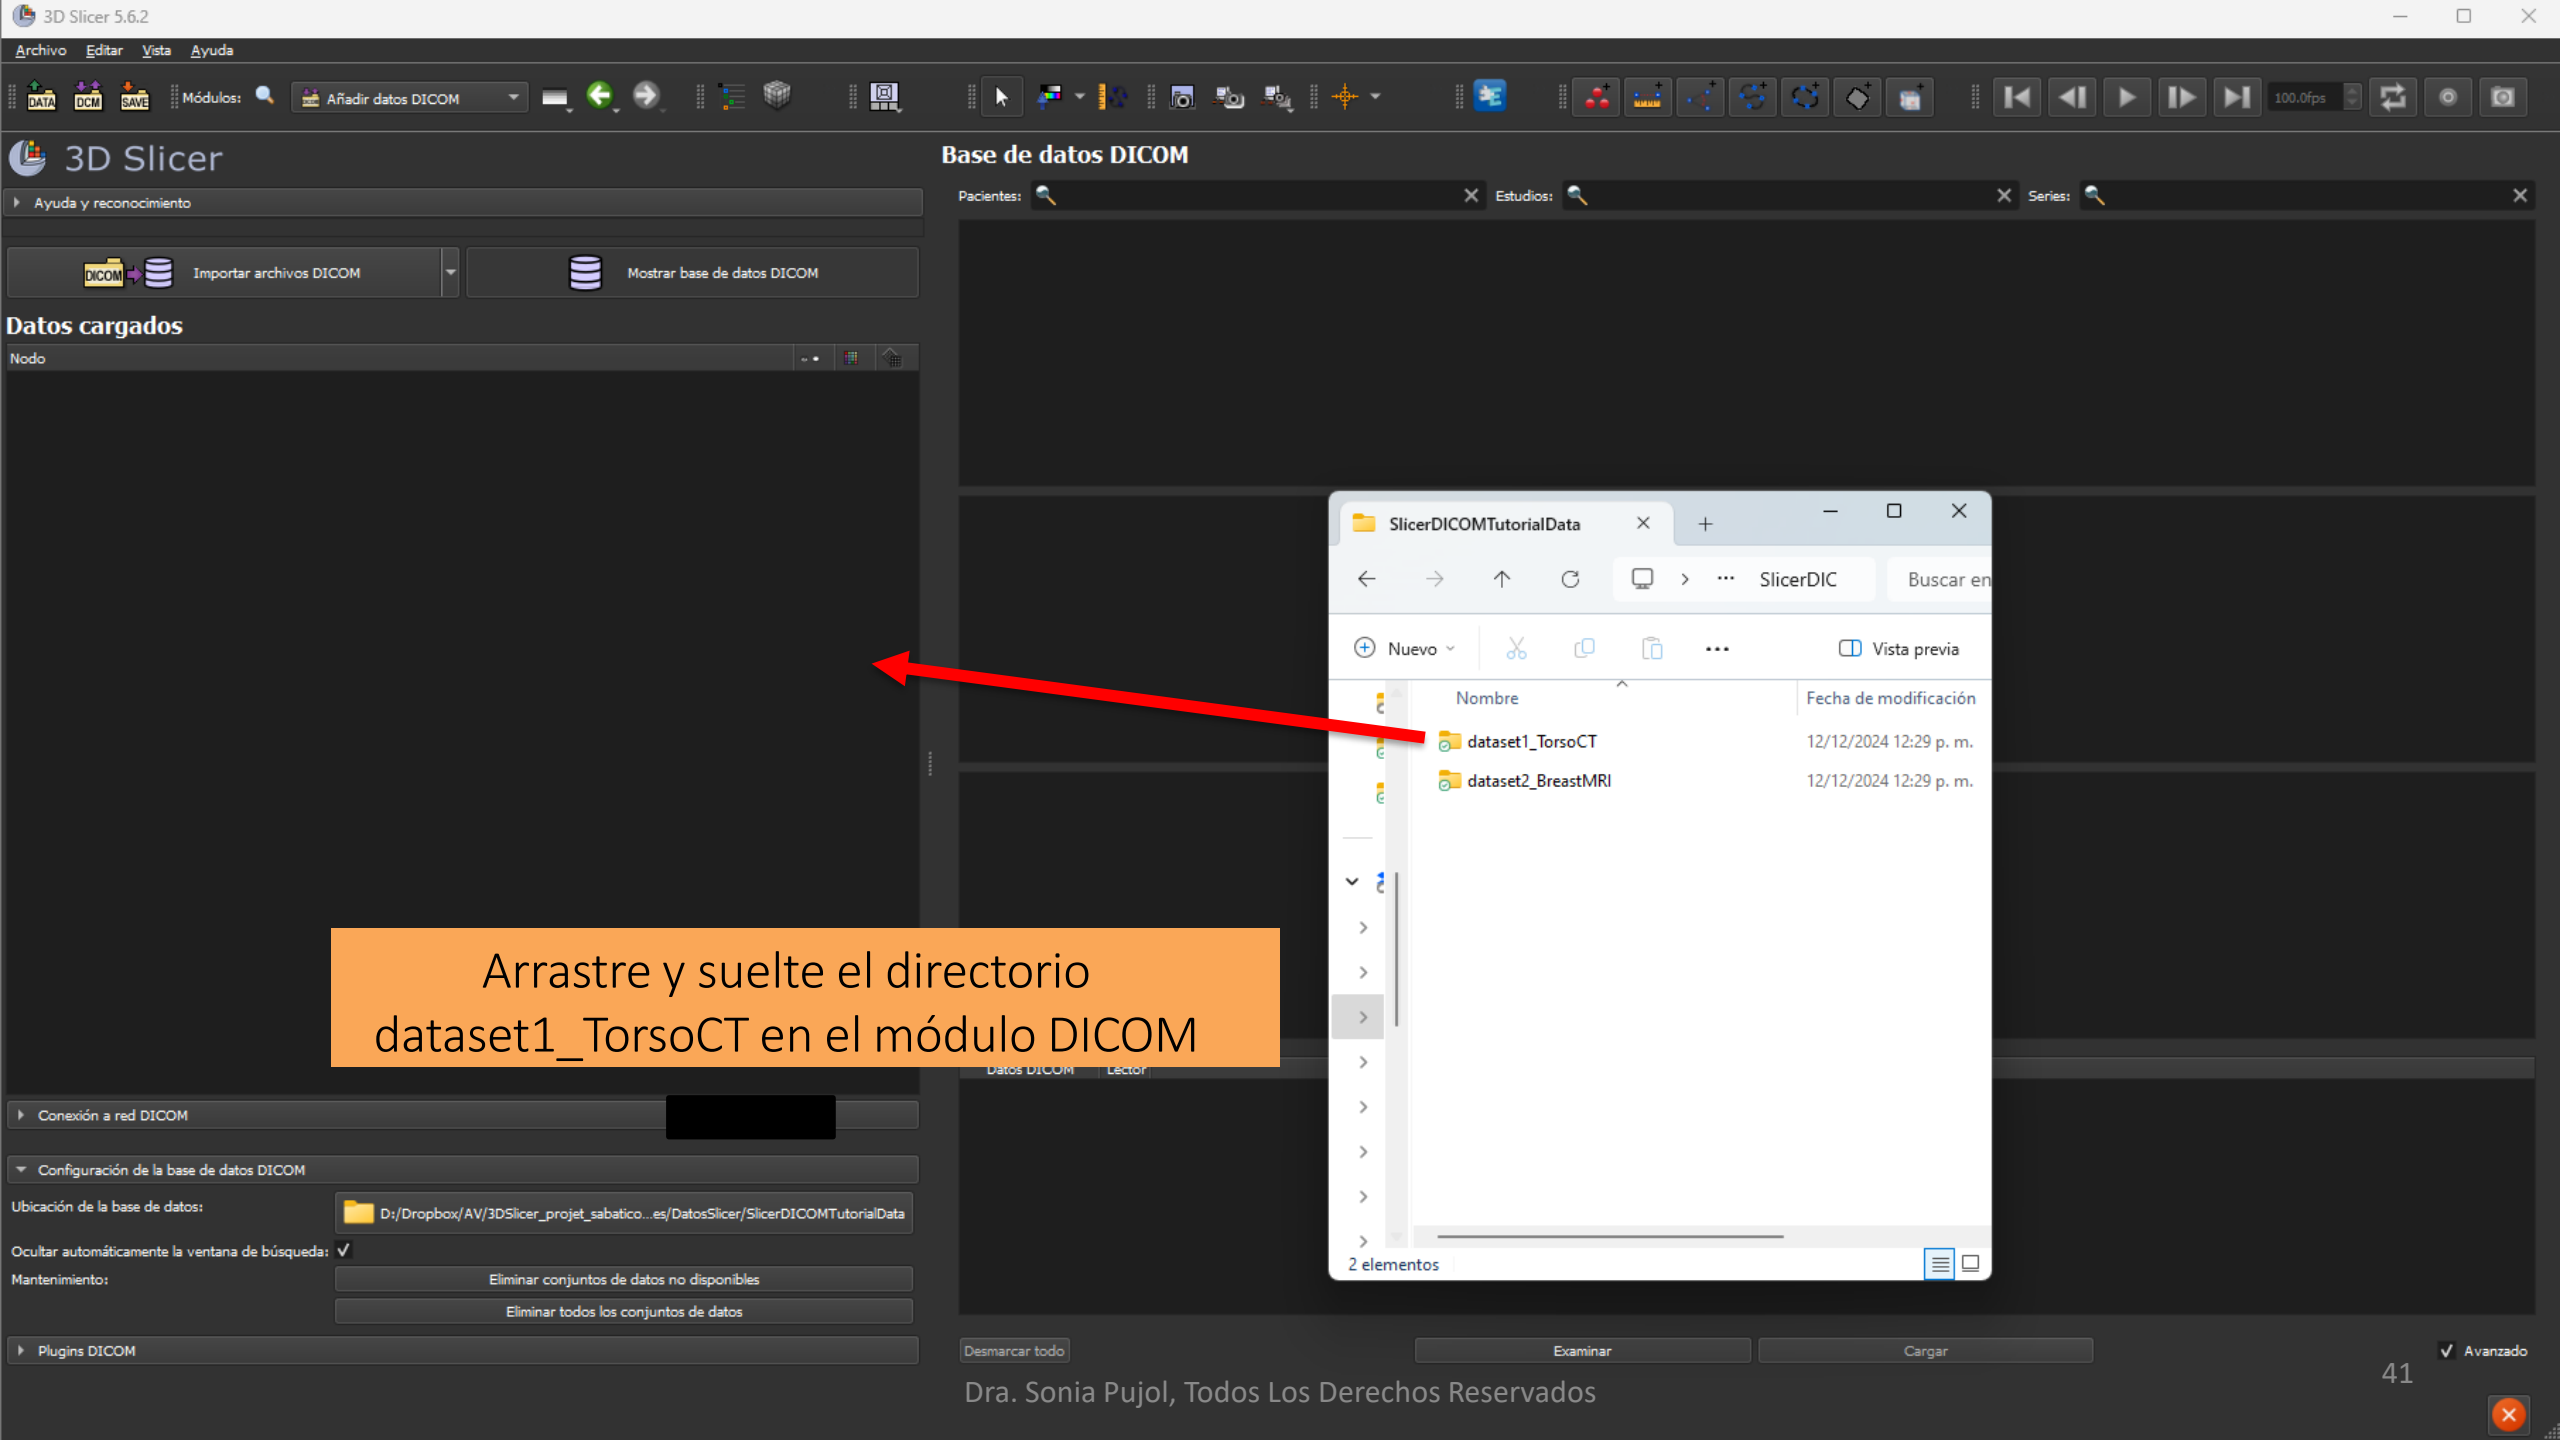 3D Slicer 5.6.2
Archivo Editar Vista Ayuda
DATA DCM SAVE Módulos: Añadir datos DICOM 100.0fps
3D Slicer
Ayuda y reconocimiento
DICOM Importar archivos DICOM
Mostrar base de datos DICOM
Datos cargados
Nodo
Base de datos DICOM
Pacientes: Estudios: Series:
SlicerDICOMTutorialData
SlicerDIC Buscar en
Nuevo Vista previa
Nombre Fecha de modificación
dataset1_TorsoCT 12/12/2024 12:29 p. m.
dataset2_BreastMRI 12/12/2024 12:29 p. m.
2 elementos
Arrastre y suelte el directorio
dataset1_TorsoCT en el módulo DICOM
Datos DICOM Lector
Conexión a red DICOM
Configuración de la base de datos DICOM
Ubicación de la base de datos: D:/Dropbox/AV/3DSlicer_projet_sabatico...es/DatosSlicer/SlicerDICOMTutorialData
Ocultar automáticamente la ventana de búsqueda:
Mantenimiento: Eliminar conjuntos de datos no disponibles
Eliminar todos los conjuntos de datos
Plugins DICOM
Desmarcar todo Examinar Cargar Avanzado
Dra. Sonia Pujol, Todos Los Derechos Reservados
41